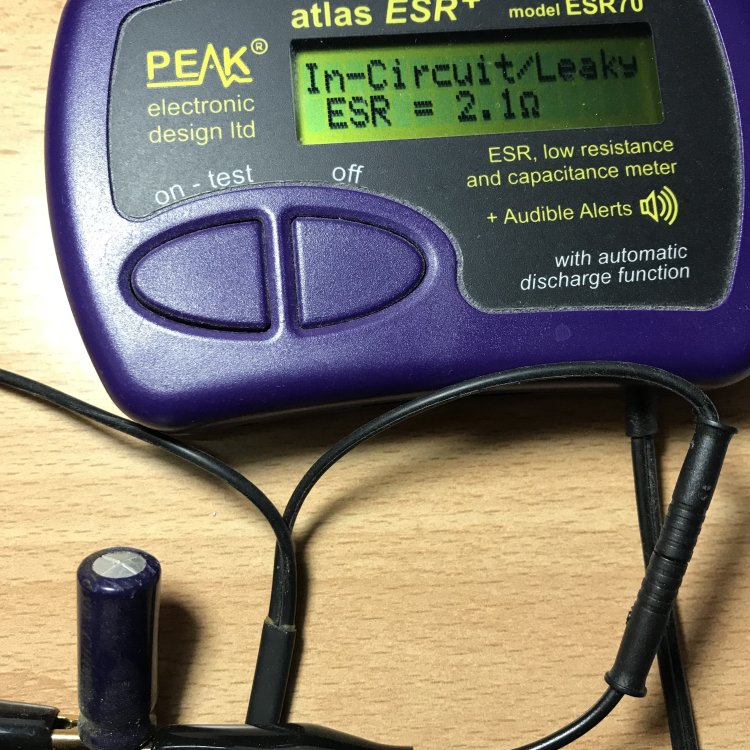 atlas ESR+ model ESR70
PEAK®
electronic
design ltd
In-Circuit/Leaky
ESR = 2.1Ω
on - test off
ESR, low resistance
and capacitance meter
+ Audible Alerts
with automatic
discharge function